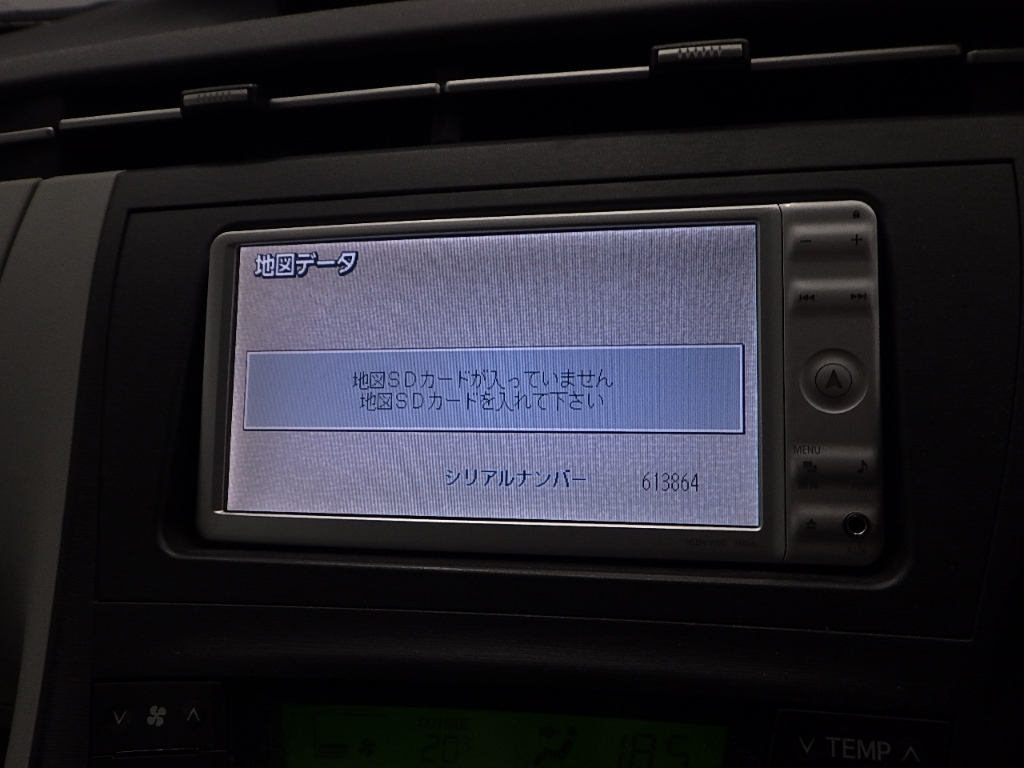 地図データ
地図SDカードが入っていません
地図SDカードを入れて下さい
シリアルナンバー 613864
MENU
TEMP